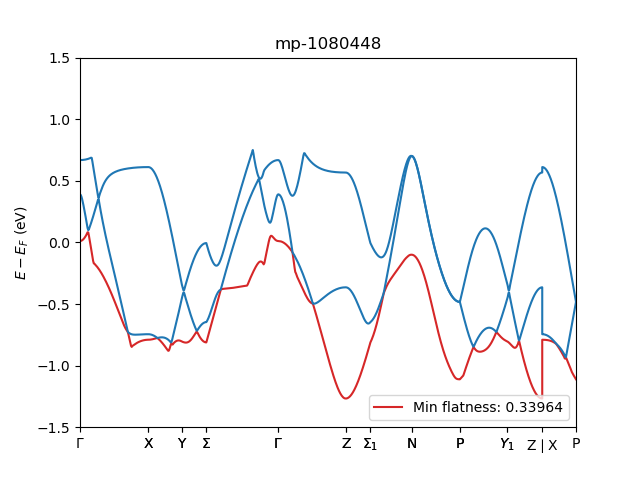 mp-1080448
E − E_F (eV)
1.5
1.0
0.5
0.0
−0.5
−1.0
−1.5
Min flatness: 0.33964
Γ X Y Σ Γ Z Σ₁ N P Y₁ Z | X P